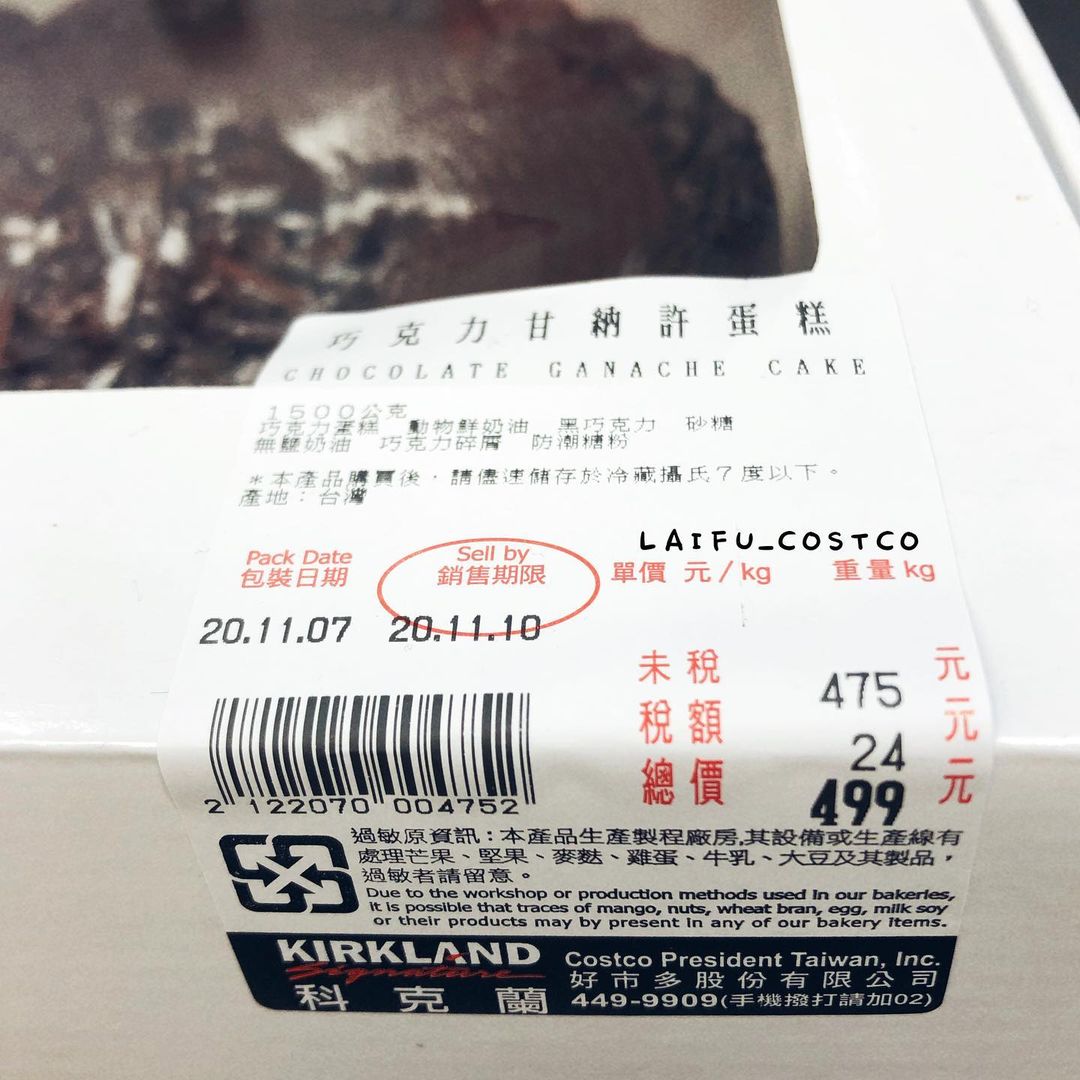 巧克力甘納許蛋糕
CHOCOLATE GANACHE CAKE
1500公克
巧克力蛋糕 動物鮮奶油 黑巧克力 砂糖
無鹽奶油 巧克力碎屑 防潮糖粉
*本產品購買後,請儘速儲存於冷藏攝氏7度以下。
產地:台灣
LAIFU_COSTCO
Pack Date Sell by
包裝日期 銷售期限 單價 元/kg 重量 kg
20.11.07 20.11.10
未稅 475 元
稅額 24 元
總價 499 元
2 122070 004752
過敏原資訊:本產品生產製程廠房,其設備或生產線有
處理芒果、堅果、麥麩、雞蛋、牛乳、大豆及其製品,
過敏者請留意。
Due to the workshop or production methods used in our bakeries,
it is possible that traces of mango, nuts, wheat bran, egg, milk soy
or their products may by present in any of our bakery items.
KIRKLAND Costco President Taiwan, Inc.
Signature 好市多股份有限公司
科克蘭 449-9909(手機撥打請加02)